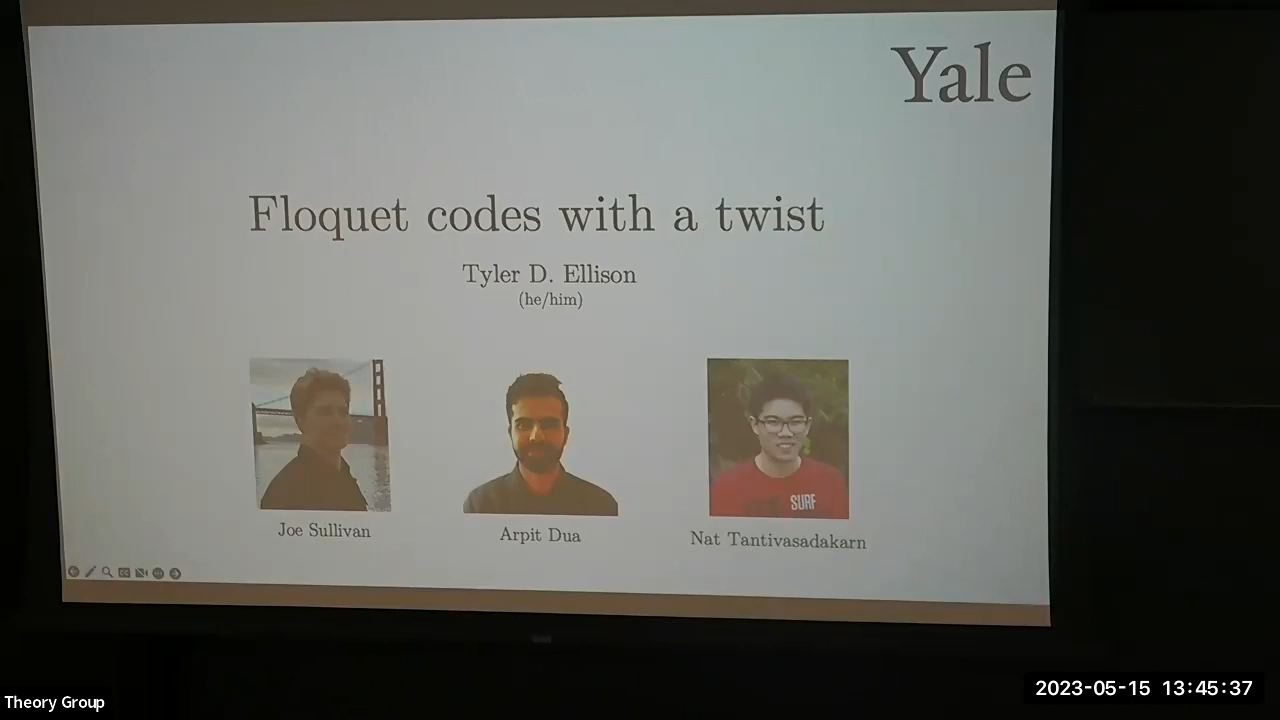 Yale
Floquet codes with a twist
Tyler D. Ellison
(he/him)
SURF
Joe Sullivan
Arpit Dua
Nat Tantivasadakarn
Theory Group
2023-05-15 13:45:37